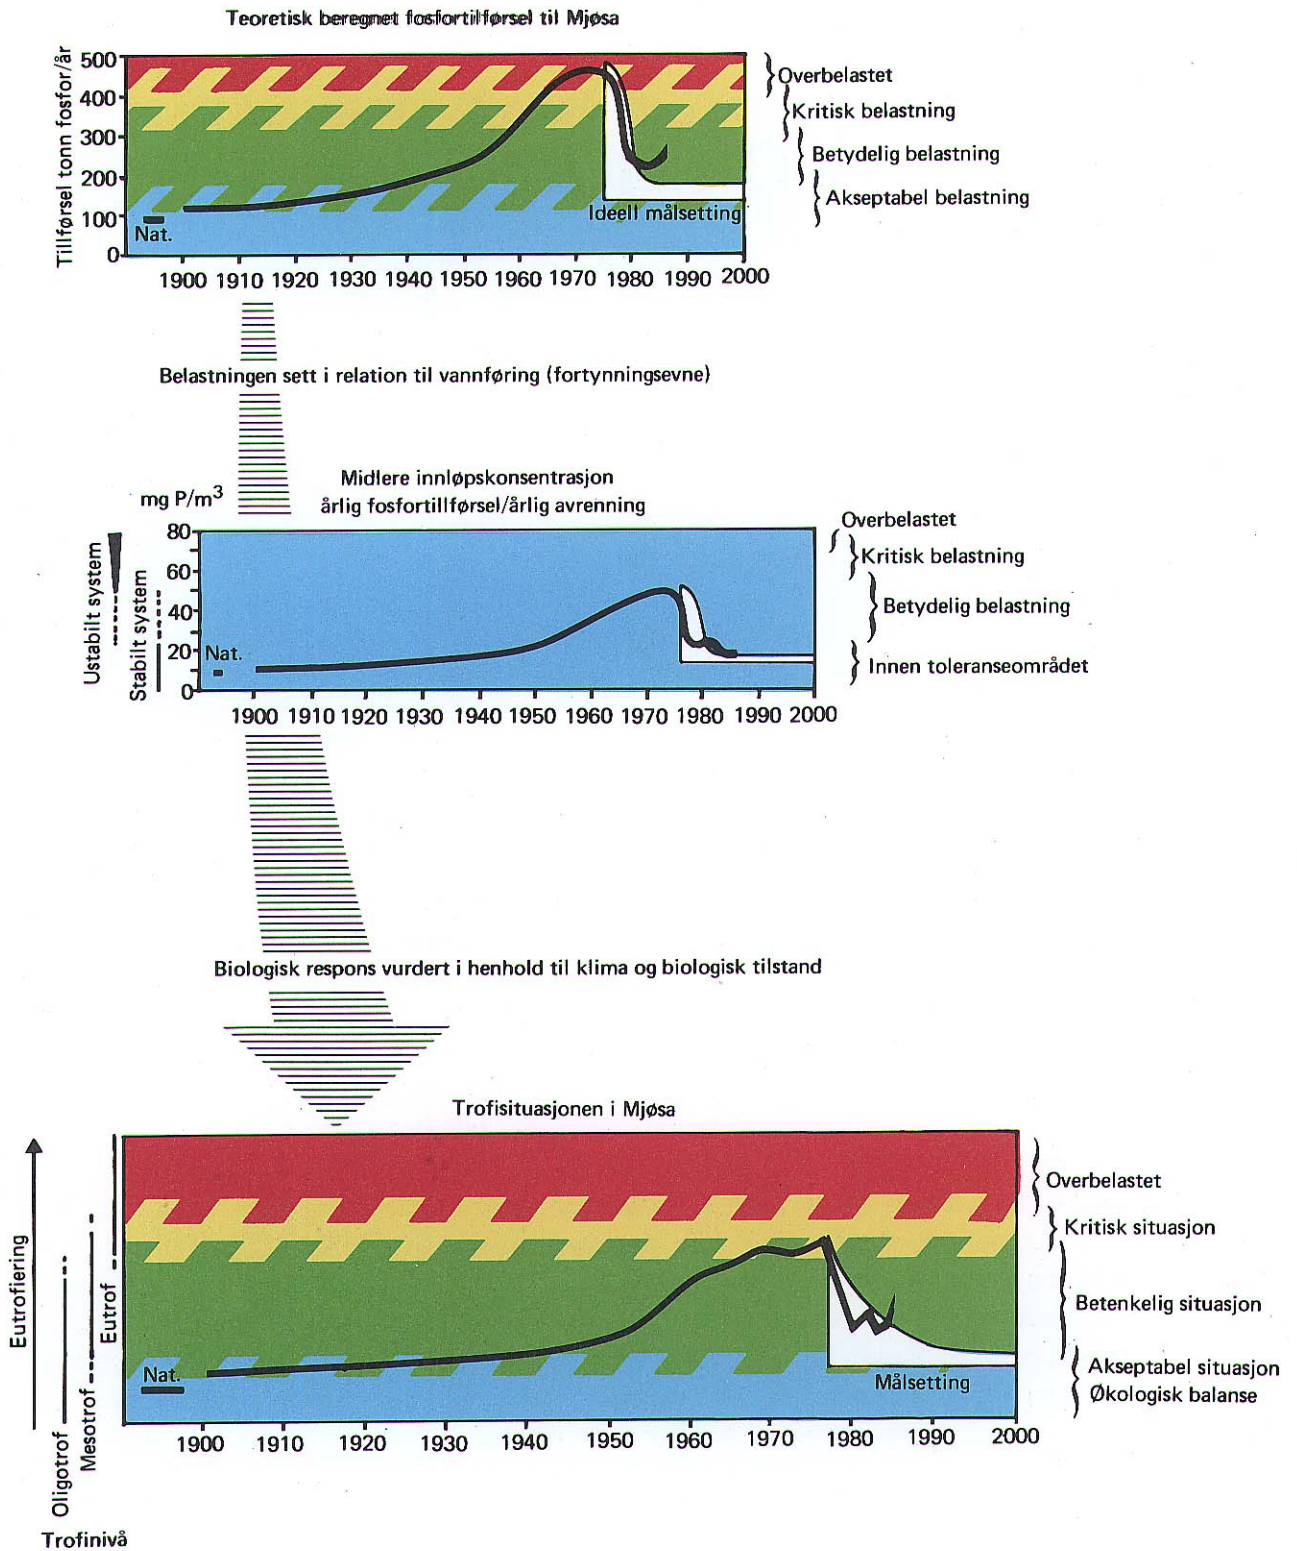 Teoretisk beregnet fosfortilførsel til Mjøsa
Tillførsel tonn fosfor/år
500
400
300
200
100
0
Nat.
Ideell målsetting
1900 1910 1920 1930 1940 1950 1960 1970 1980 1990 2000
Overbelastet
Kritisk belastning
Betydelig belastning
Akseptabel belastning
Belastningen sett i relation til vannføring (fortynningsevne)
Midlere innløpskonsentrasjon
årlig fosfortillførsel/årlig avrenning
mg P/m³
Ustabilt system
Stabilt system
80
60
40
20
0
Nat.
1900 1910 1920 1930 1940 1950 1960 1970 1980 1990 2000
Overbelastet
Kritisk belastning
Betydelig belastning
Innen toleranseområdet
Biologisk respons vurdert i henhold til klima og biologisk tilstand
Trofisituasjonen i Mjøsa
Eutrofiering
Oligotrof
Mesotrof
Eutrof
Trofinivå
Nat.
Målsetting
1900 1910 1920 1930 1940 1950 1960 1970 1980 1990 2000
Overbelastet
Kritisk situasjon
Betenkelig situasjon
Akseptabel situasjon
Økologisk balanse